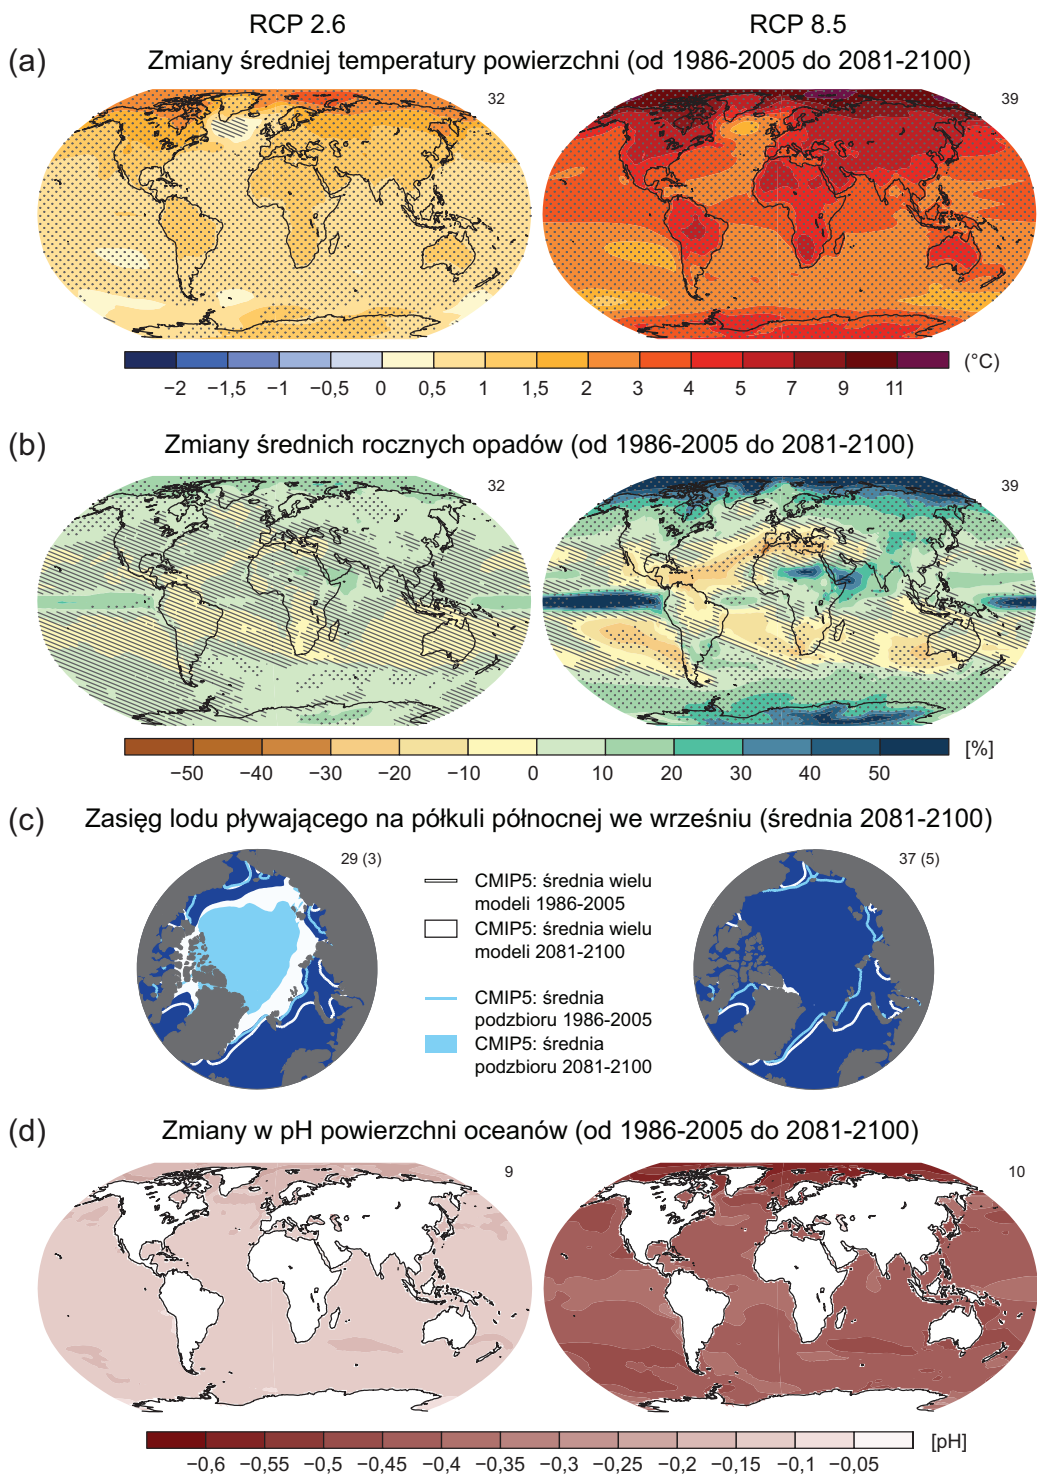 RCP 2.6
RCP 8.5
(a)
Zmiany średniej temperatury powierzchni (od 1986-2005 do 2081-2100)
32
39
−2 −1,5 −1 −0,5 0 0,5 1 1,5 2 3 4 5 7 9 11
(°C)
(b)
Zmiany średnich rocznych opadów (od 1986-2005 do 2081-2100)
32
39
−50 −40 −30 −20 −10 0 10 20 30 40 50
[%]
(c)
Zasięg lodu pływającego na półkuli północnej we wrześniu (średnia 2081-2100)
29 (3)
37 (5)
CMIP5: średnia wielu
modeli 1986-2005
CMIP5: średnia wielu
modeli 2081-2100
CMIP5: średnia
podzbioru 1986-2005
CMIP5: średnia
podzbioru 2081-2100
(d)
Zmiany w pH powierzchni oceanów (od 1986-2005 do 2081-2100)
9
10
−0,6 −0,55 −0,5 −0,45 −0,4 −0,35 −0,3 −0,25 −0,2 −0,15 −0,1 −0,05
[pH]